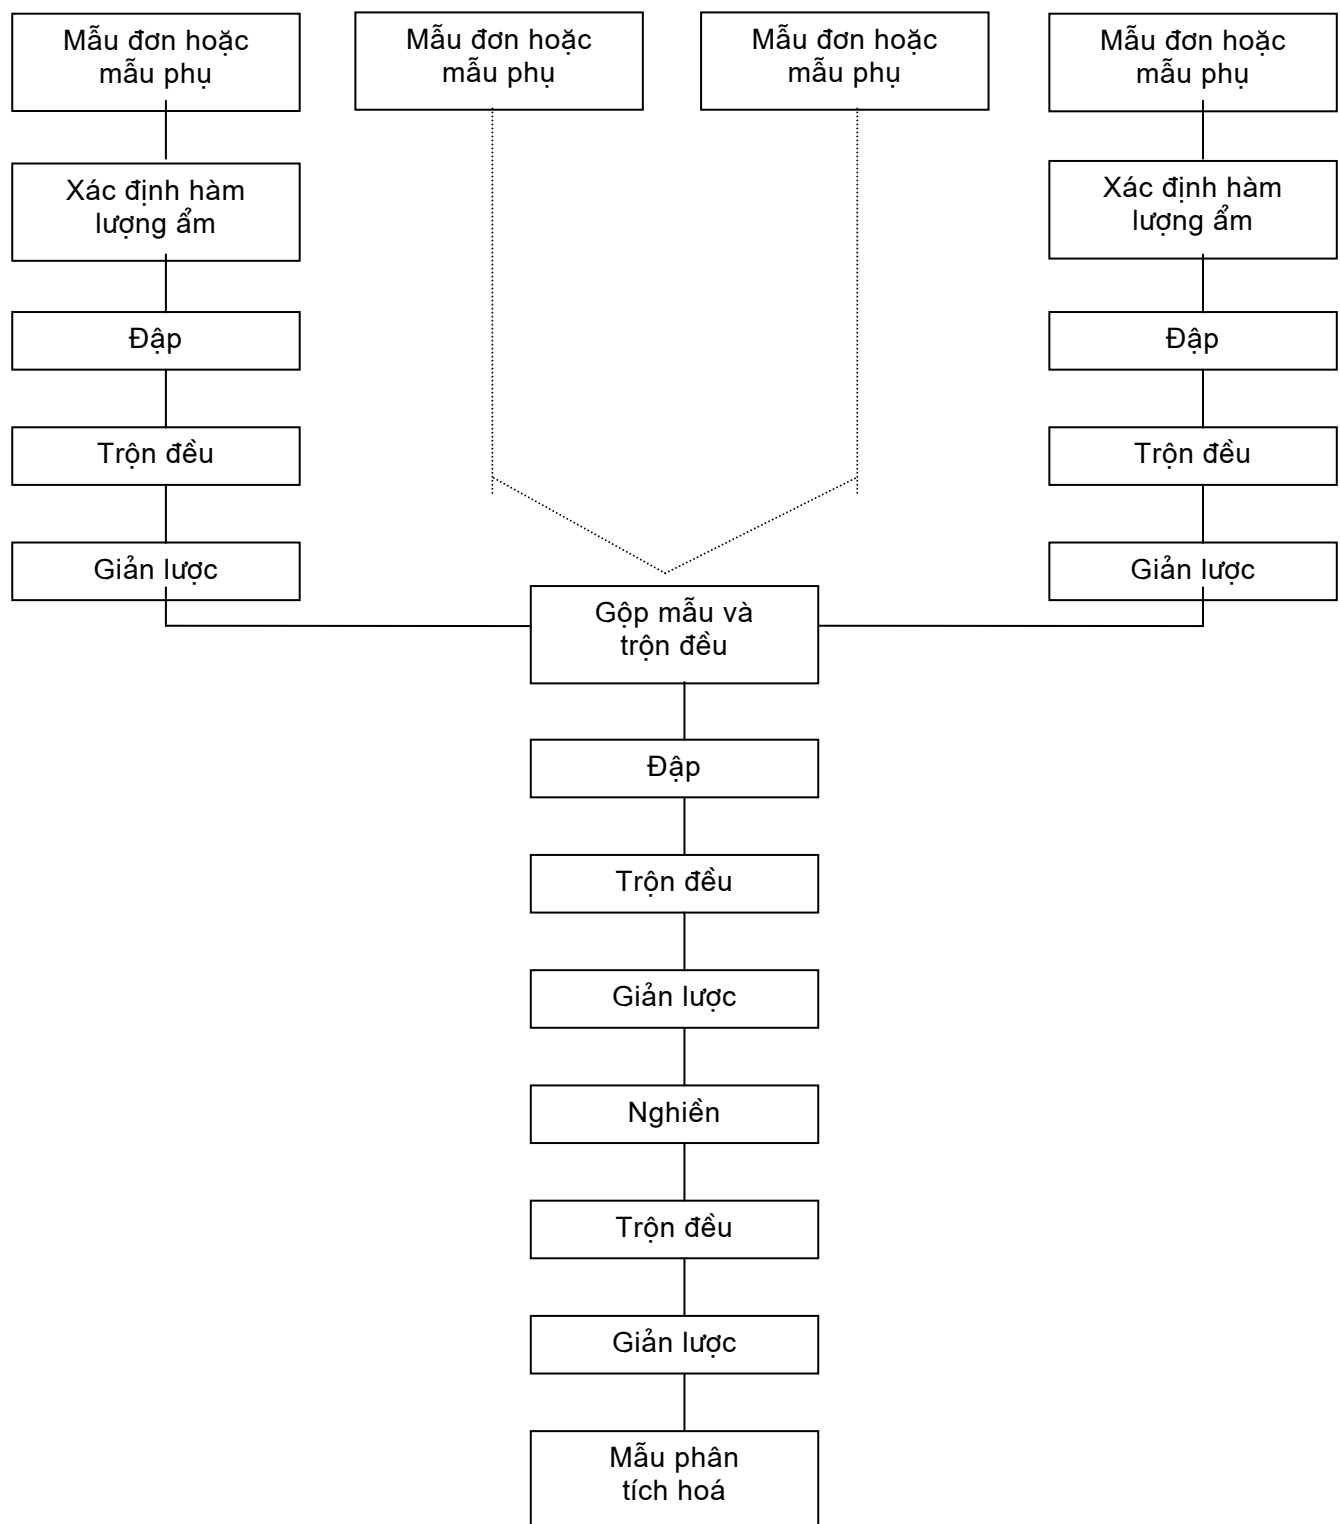 Mẫu đơn hoặc
mẫu phụ
Mẫu đơn hoặc
mẫu phụ
Mẫu đơn hoặc
mẫu phụ
Mẫu đơn hoặc
mẫu phụ
Xác định hàm
lượng ẩm
Xác định hàm
lượng ẩm
Đập
Đập
Trộn đều
Trộn đều
Giản lược
Giản lược
Gộp mẫu và
trộn đều
Đập
Trộn đều
Giản lược
Nghiền
Trộn đều
Giản lược
Mẫu phân
tích hoá